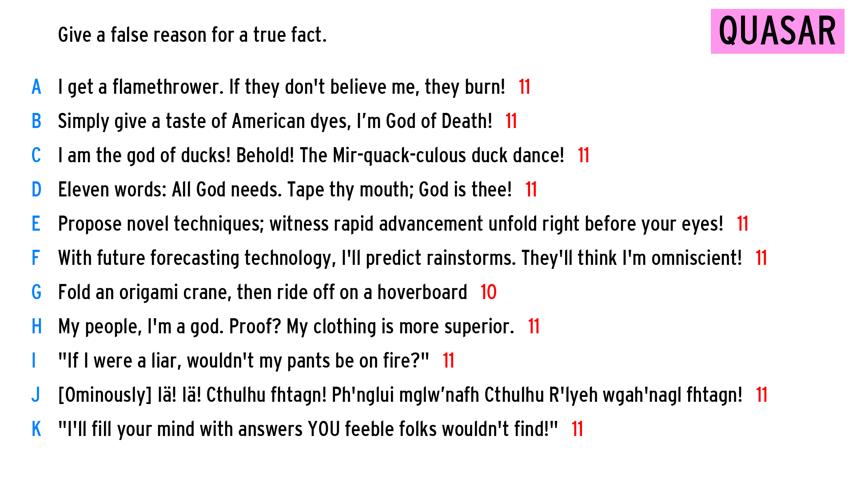 Give a false reason for a true fact.
QUASAR
A I get a flamethrower. If they don't believe me, they burn! 11
B Simply give a taste of American dyes, I'm God of Death! 11
C I am the god of ducks! Behold! The Mir-quack-culous duck dance! 11
D Eleven words: All God needs. Tape thy mouth; God is thee! 11
E Propose novel techniques; witness rapid advancement unfold right before your eyes! 11
F With future forecasting technology, I'll predict rainstorms. They'll think I'm omniscient! 11
G Fold an origami crane, then ride off on a hoverboard 10
H My people, I'm a god. Proof? My clothing is more superior. 11
I "If I were a liar, wouldn't my pants be on fire?" 11
J [Ominously] Iä! Iä! Cthulhu fhtagn! Ph'nglui mglw'nafh Cthulhu R'lyeh wgah'nagl fhtagn! 11
K "I'll fill your mind with answers YOU feeble folks wouldn't find!" 11